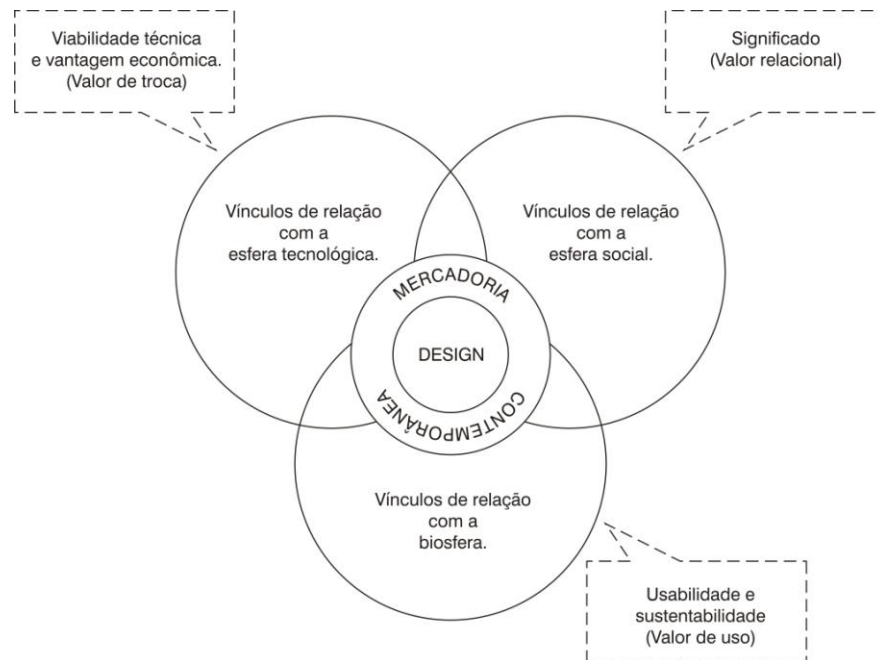 Viabilidade técnica
e vantagem econômica.
(Valor de troca)
Significado
(Valor relacional)
Vínculos de relação
com a
esfera tecnológica.
Vínculos de relação
com a
esfera social.
MERCADORIA
DESIGN
CONTEMPORÂNEA
Vínculos de relação
com a
biosfera.
Usabilidade e
sustentabilidade
(Valor de uso)